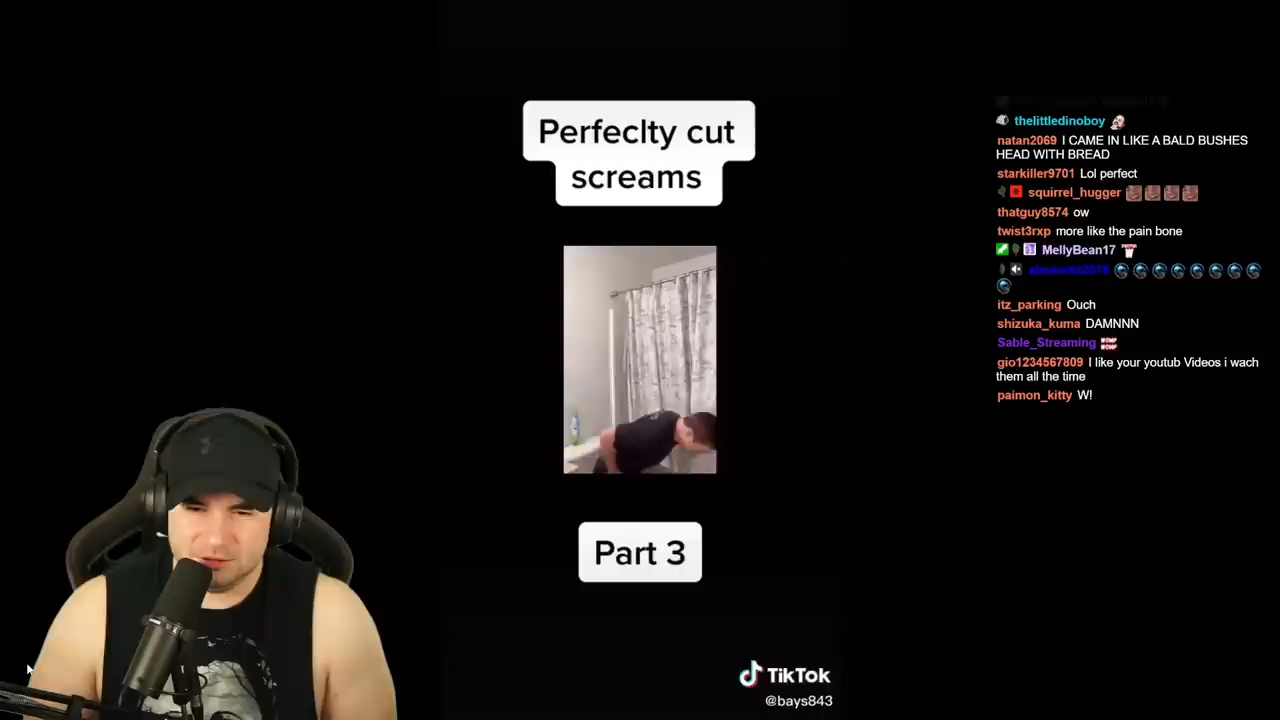 Perfeclty cut
screams
Part 3
TikTok
@bays843
thelittledinoboy
natan2069 I CAME IN LIKE A BALD BUSHES
HEAD WITH BREAD
starkiller9701 Lol perfect
squirrel_hugger
thatguy8574 ow
twist3rxp more like the pain bone
MellyBean17
itz_parking Ouch
shizuka_kuma DAMNNN
Sable_Streaming
gio1234567809 I like your youtub Videos i wach
them all the time
paimon_kitty W!